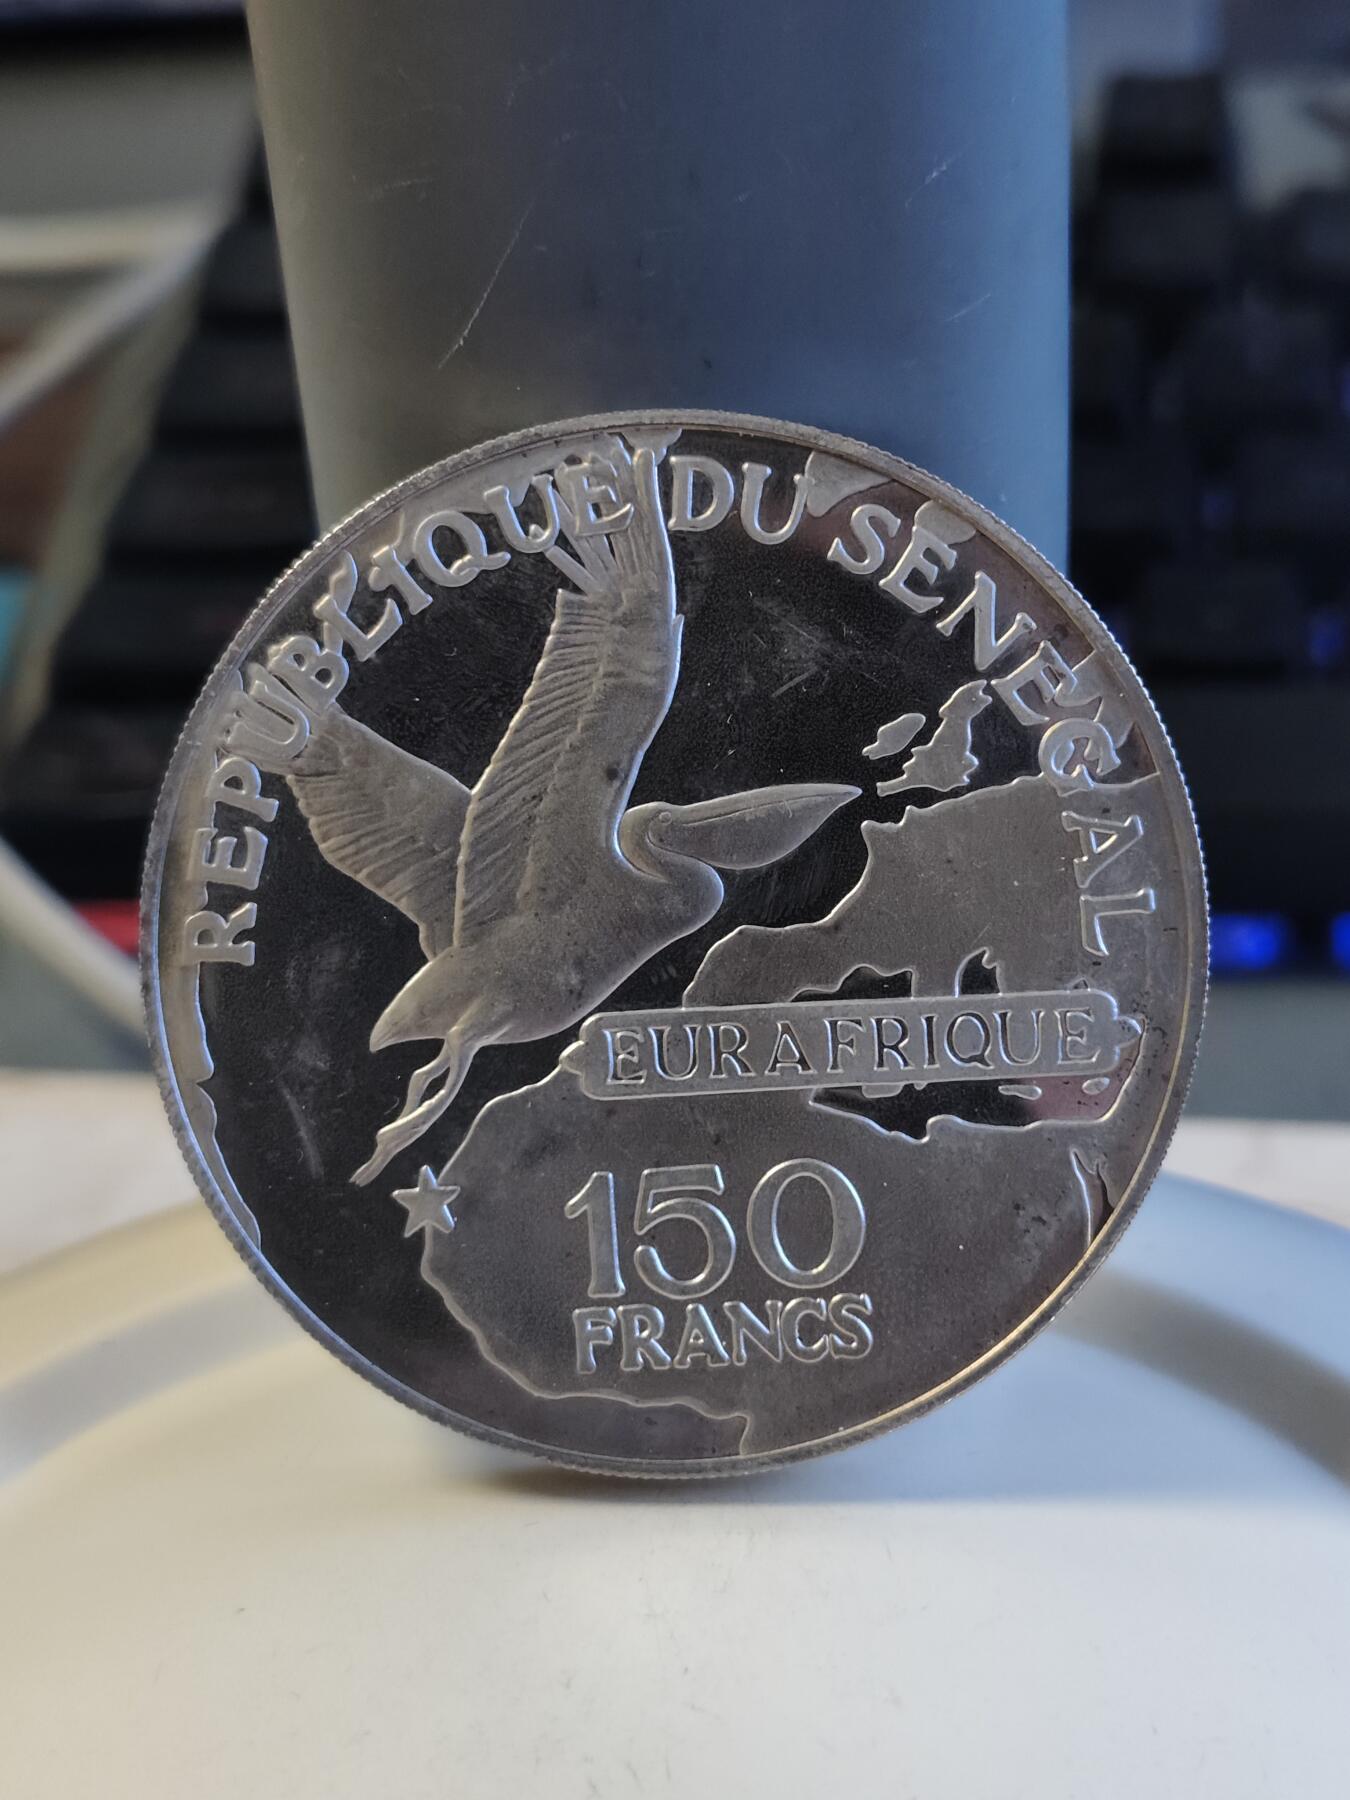 REPUBLIQUE DU SENEGAL
EURAFRIQUE
150
FRANCS